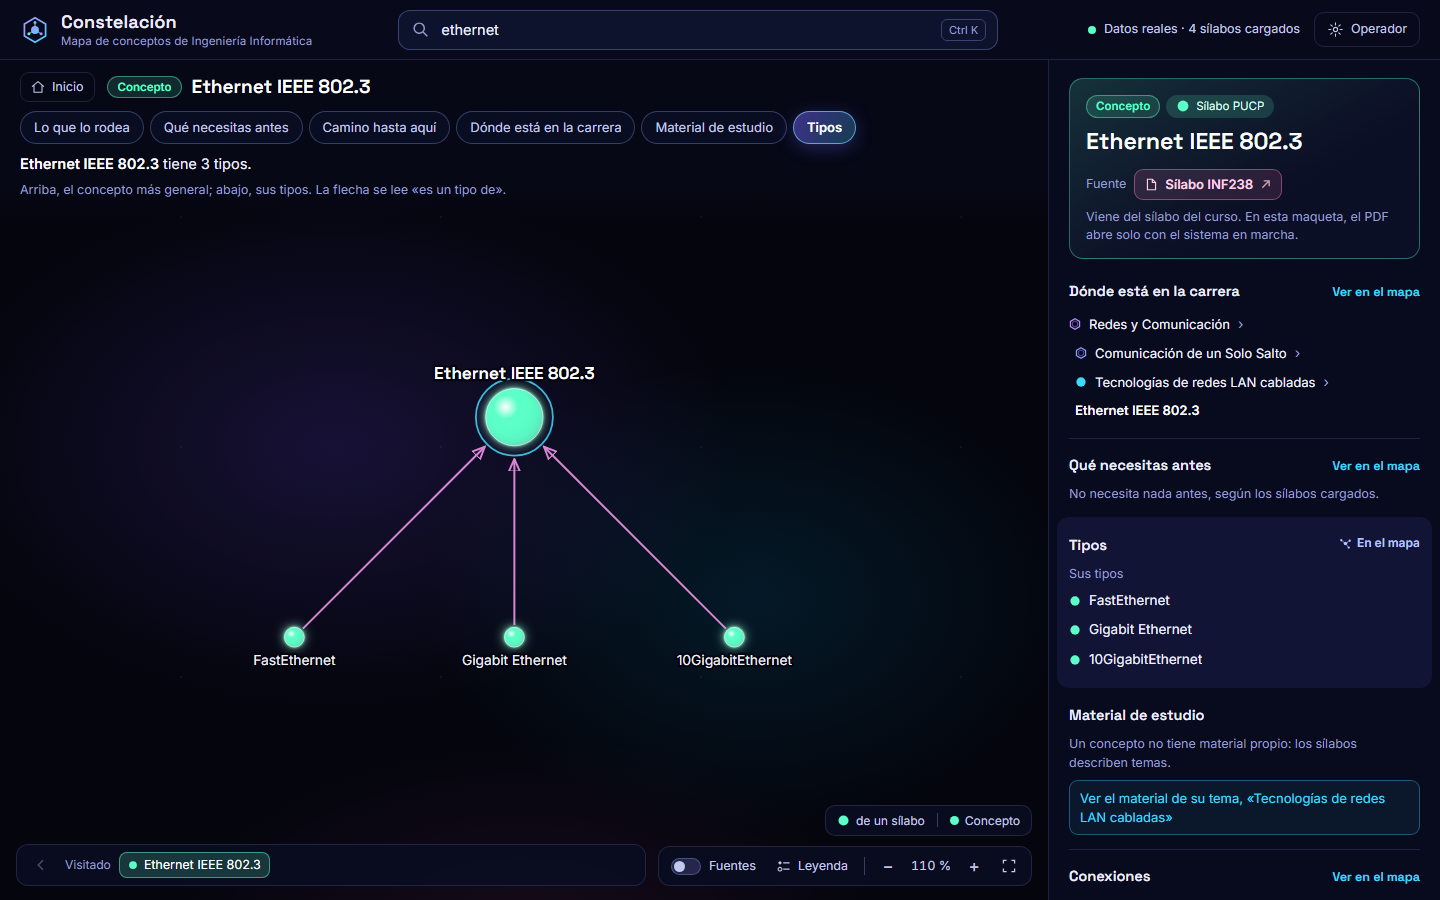 Constelación
Mapa de conceptos de Ingeniería Informática
ethernet
Ctrl K
Datos reales · 4 sílabos cargados
Operador
Inicio
Concepto
Ethernet IEEE 802.3
Lo que lo rodea
Qué necesitas antes
Camino hasta aquí
Dónde está en la carrera
Material de estudio
Tipos
Ethernet IEEE 802.3 tiene 3 tipos.
Arriba, el concepto más general; abajo, sus tipos. La flecha se lee «es un tipo de».
Ethernet IEEE 802.3
FastEthernet
Gigabit Ethernet
10GigabitEthernet
de un sílabo
Concepto
Visitado
Ethernet IEEE 802.3
Fuentes
Leyenda
− 110 % +
Concepto
Sílabo PUCP
Ethernet IEEE 802.3
Fuente
Sílabo INF238 ↗
Viene del sílabo del curso. En esta maqueta, el PDF
abre solo con el sistema en marcha.
Dónde está en la carrera
Ver en el mapa
Redes y Comunicación ›
Comunicación de un Solo Salto ›
Tecnologías de redes LAN cabladas ›
Ethernet IEEE 802.3
Qué necesitas antes
Ver en el mapa
No necesita nada antes, según los sílabos cargados.
Tipos
En el mapa
Sus tipos
FastEthernet
Gigabit Ethernet
10GigabitEthernet
Material de estudio
Un concepto no tiene material propio: los sílabos
describen temas.
Ver el material de su tema, «Tecnologías de redes
LAN cabladas»
Conexiones
Ver en el mapa